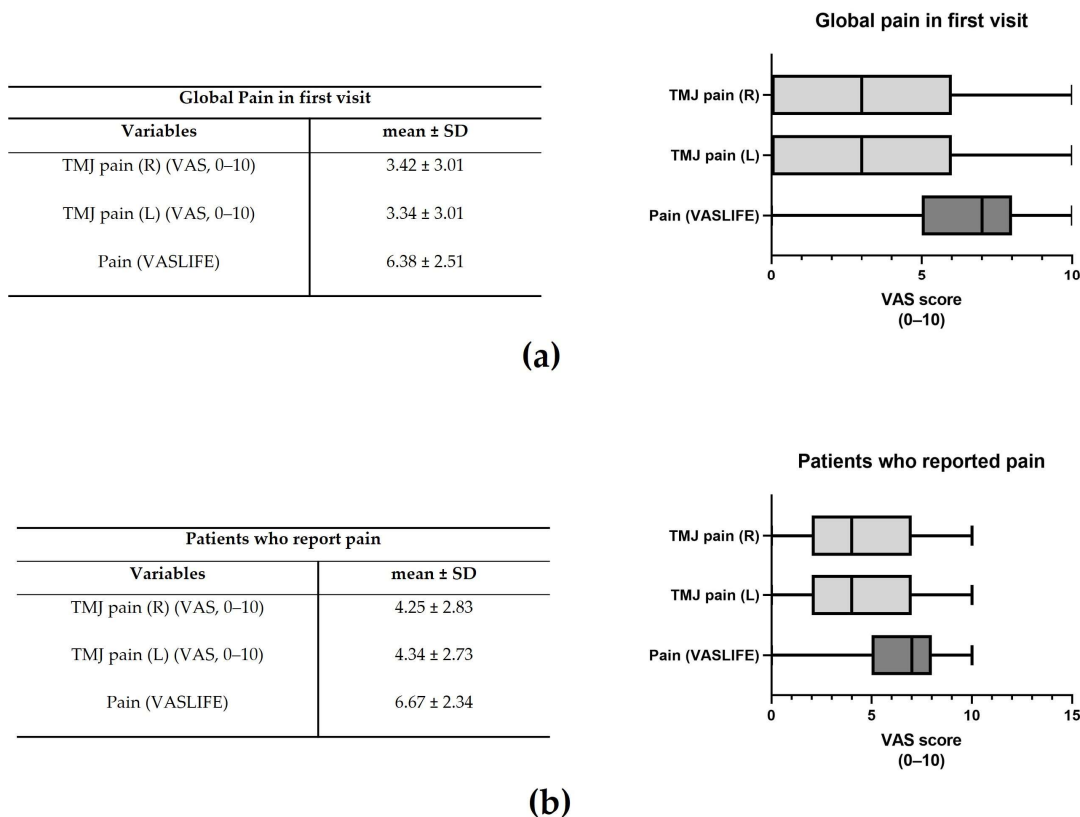 Global Pain in first visit
Variables mean ± SD
TMJ pain (R) (VAS, 0–10) 3.42 ± 3.01
TMJ pain (L) (VAS, 0–10) 3.34 ± 3.01
Pain (VASLIFE) 6.38 ± 2.51
Global pain in first visit
TMJ pain (R)
TMJ pain (L)
Pain (VASLIFE)
0 5 10
VAS score
(0–10)
(a)
Patients who report pain
Variables mean ± SD
TMJ pain (R) (VAS, 0–10) 4.25 ± 2.83
TMJ pain (L) (VAS, 0–10) 4.34 ± 2.73
Pain (VASLIFE) 6.67 ± 2.34
Patients who reported pain
TMJ pain (R)
TMJ pain (L)
Pain (VASLIFE)
0 5 10 15
VAS score
(0–10)
(b)